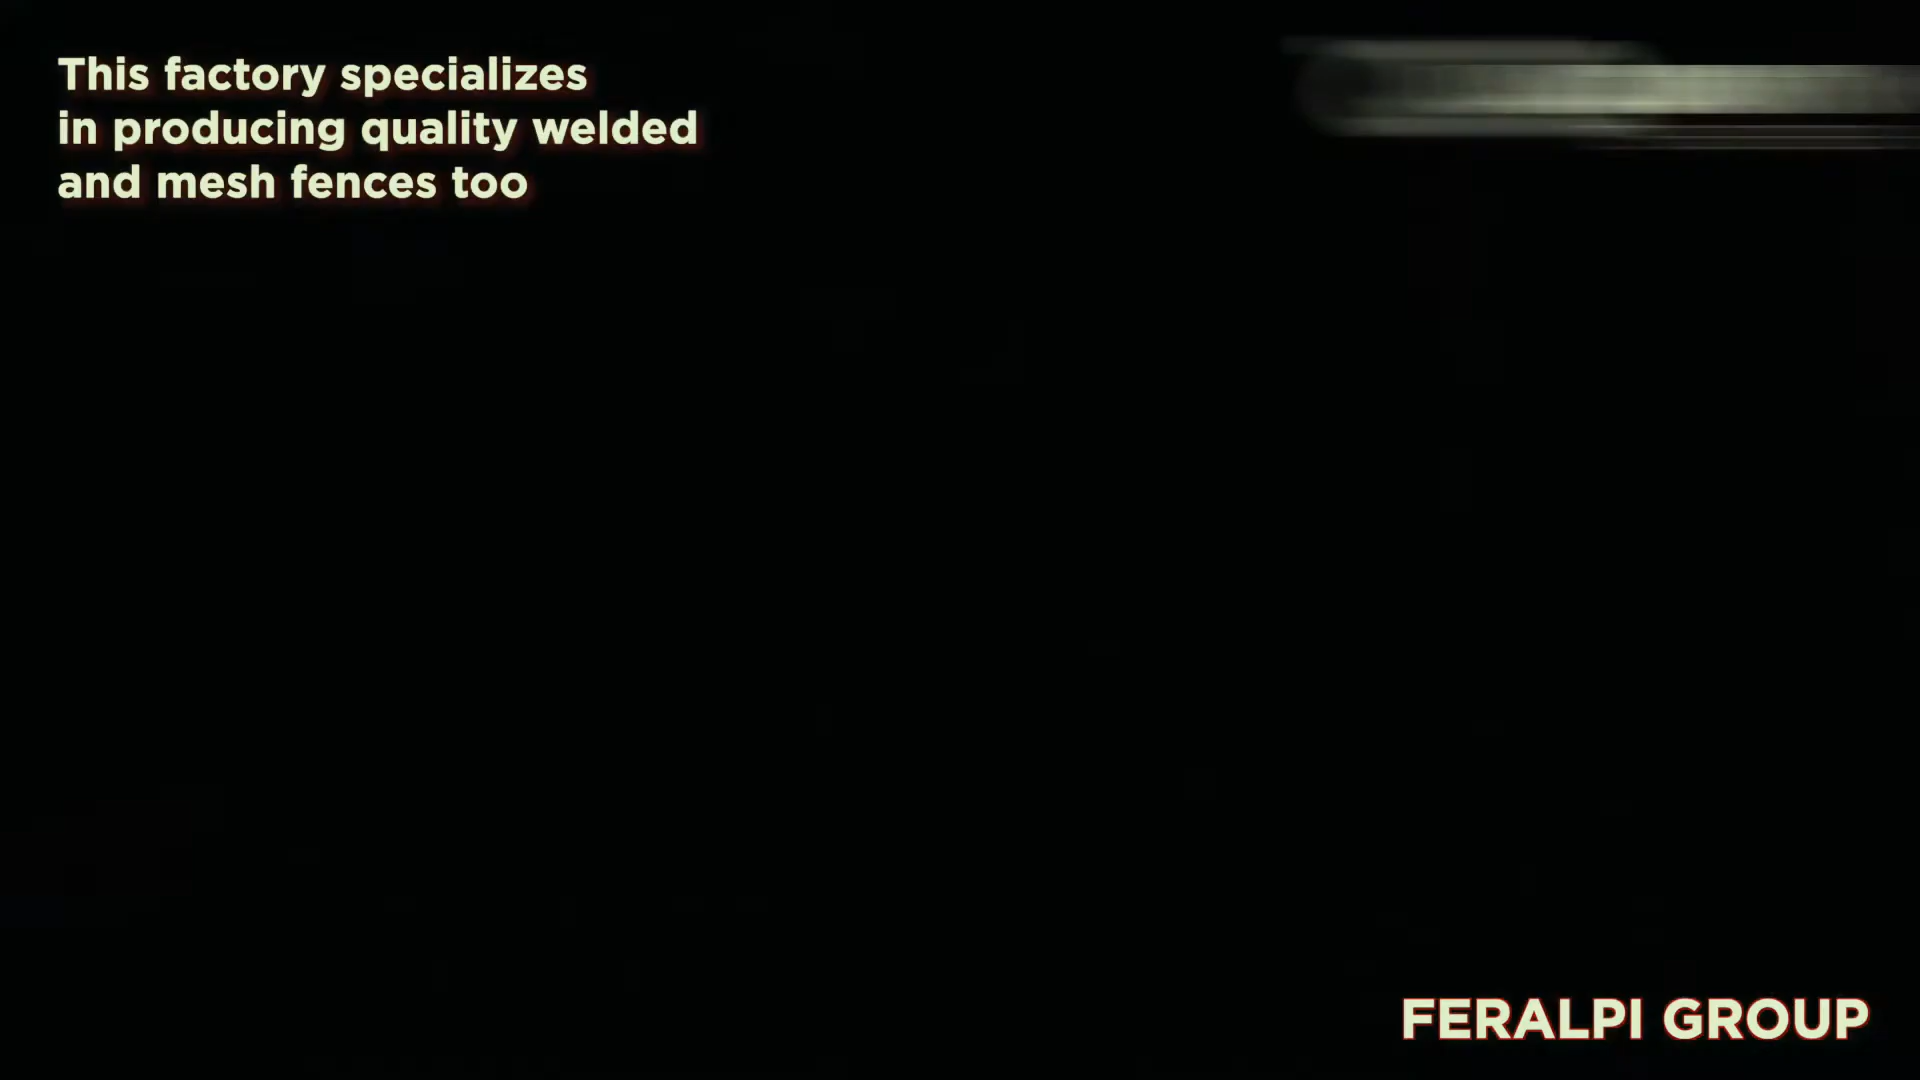 This factory specializes
in producing quality welded
and mesh fences too
FERALPI GROUP